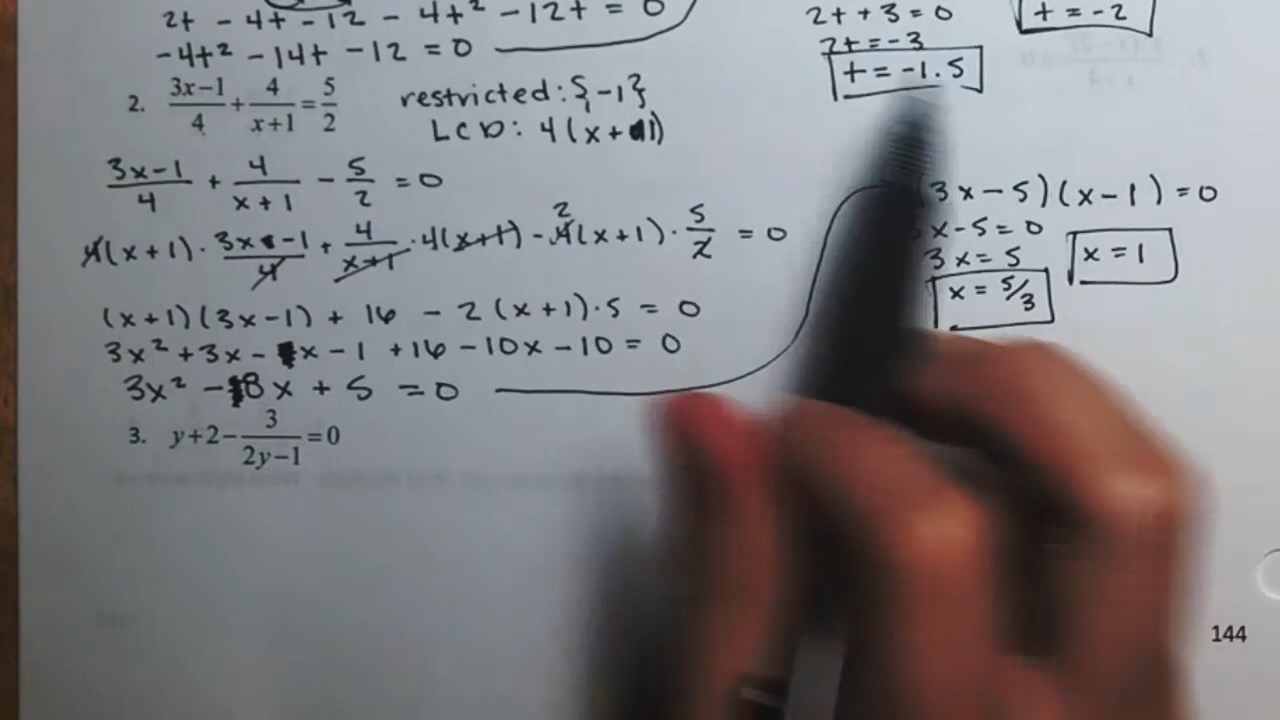 2t - 4t - 12 - 4t² - 12t = 0
-4t² - 14t - 12 = 0
2t + 3 = 0
2t = -3
t = -1.5
t = -2
2. (3x-1)/4 + 4/(x+1) = 5/2
restricted: {-1}
LCD: 4(x+1)
(3x-1)/4 + 4/(x+1) - 5/2 = 0
4(x+1) · (3x-1)/4 + 4/(x+1) · 4(x+1) - 2 4(x+1) · 5/2 = 0
(x+1)(3x-1) + 16 - 2(x+1)·5 = 0
3x² + 3x - x - 1 + 16 - 10x - 10 = 0
3x² - 8x + 5 = 0
(3x-5)(x-1) = 0
x-5 = 0
3x = 5
x = 5/3
x = 1
3. y+2-3/(2y-1)=0
144